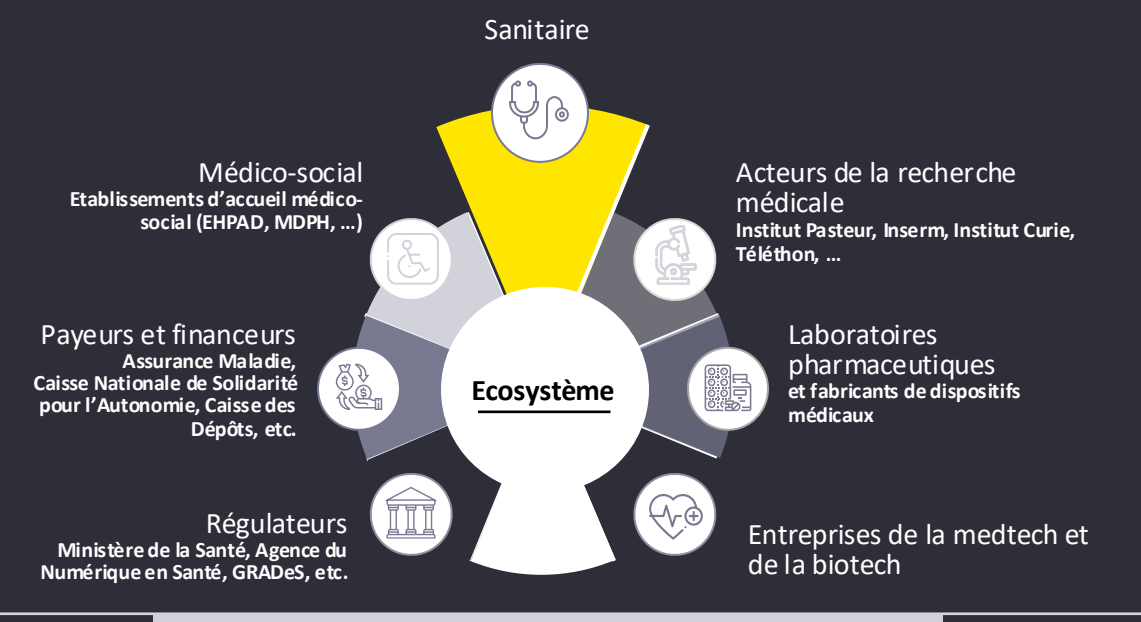 Sanitaire
Médico-social
Etablissements d'accueil médico-
social (EHPAD, MDPH, ...)
Acteurs de la recherche
médicale
Institut Pasteur, Inserm, Institut Curie,
Téléthon, ...
Payeurs et financeurs
Assurance Maladie,
Caisse Nationale de Solidarité
pour l'Autonomie, Caisse des
Dépôts, etc.
Ecosystème
Laboratoires
pharmaceutiques
et fabricants de dispositifs
médicaux
Régulateurs
Ministère de la Santé, Agence du
Numérique en Santé, GRADeS, etc.
Entreprises de la medtech et
de la biotech